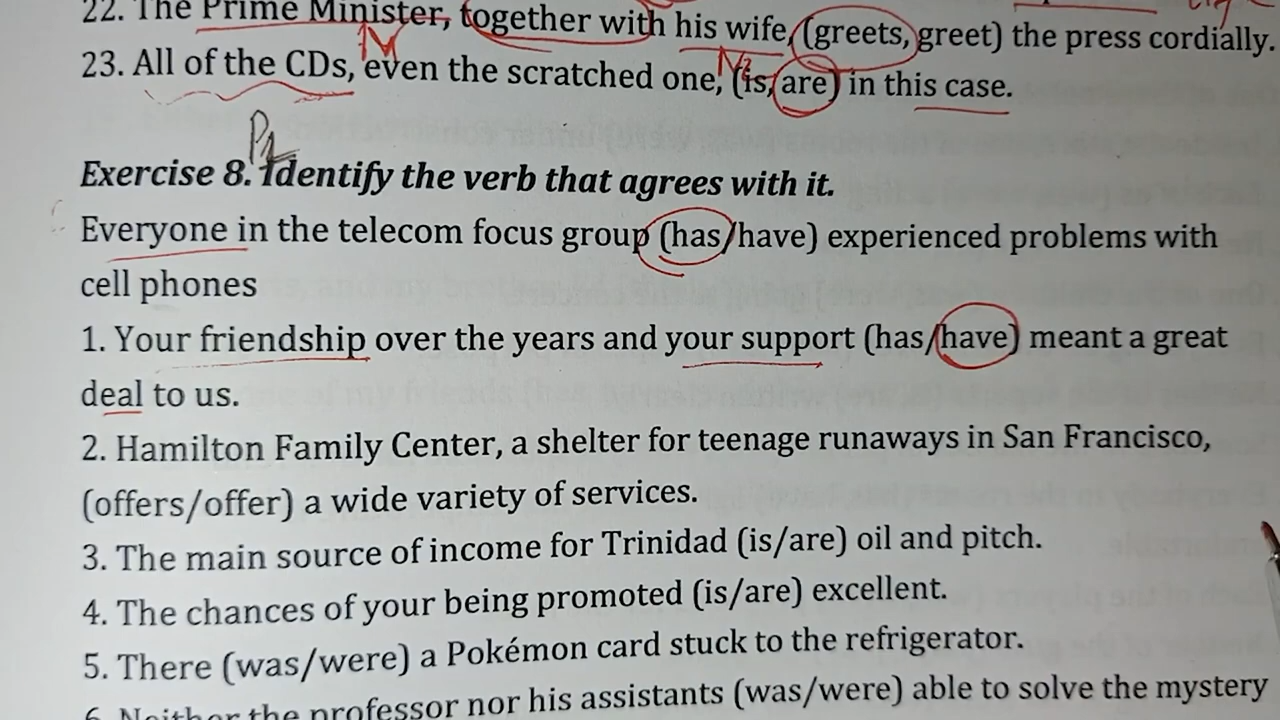 22. The Prime Minister, together with his wife, (greets, greet) the press cordially.
23. All of the CDs, even the scratched one, (is, are) in this case.
Exercise 8. Identify the verb that agrees with it.
Everyone in the telecom focus group (has/have) experienced problems with
cell phones
1. Your friendship over the years and your support (has/have) meant a great
deal to us.
2. Hamilton Family Center, a shelter for teenage runaways in San Francisco,
(offers/offer) a wide variety of services.
3. The main source of income for Trinidad (is/are) oil and pitch.
4. The chances of your being promoted (is/are) excellent.
5. There (was/were) a Pokémon card stuck to the refrigerator.
6. Neither the professor nor his assistants (was/were) able to solve the mystery